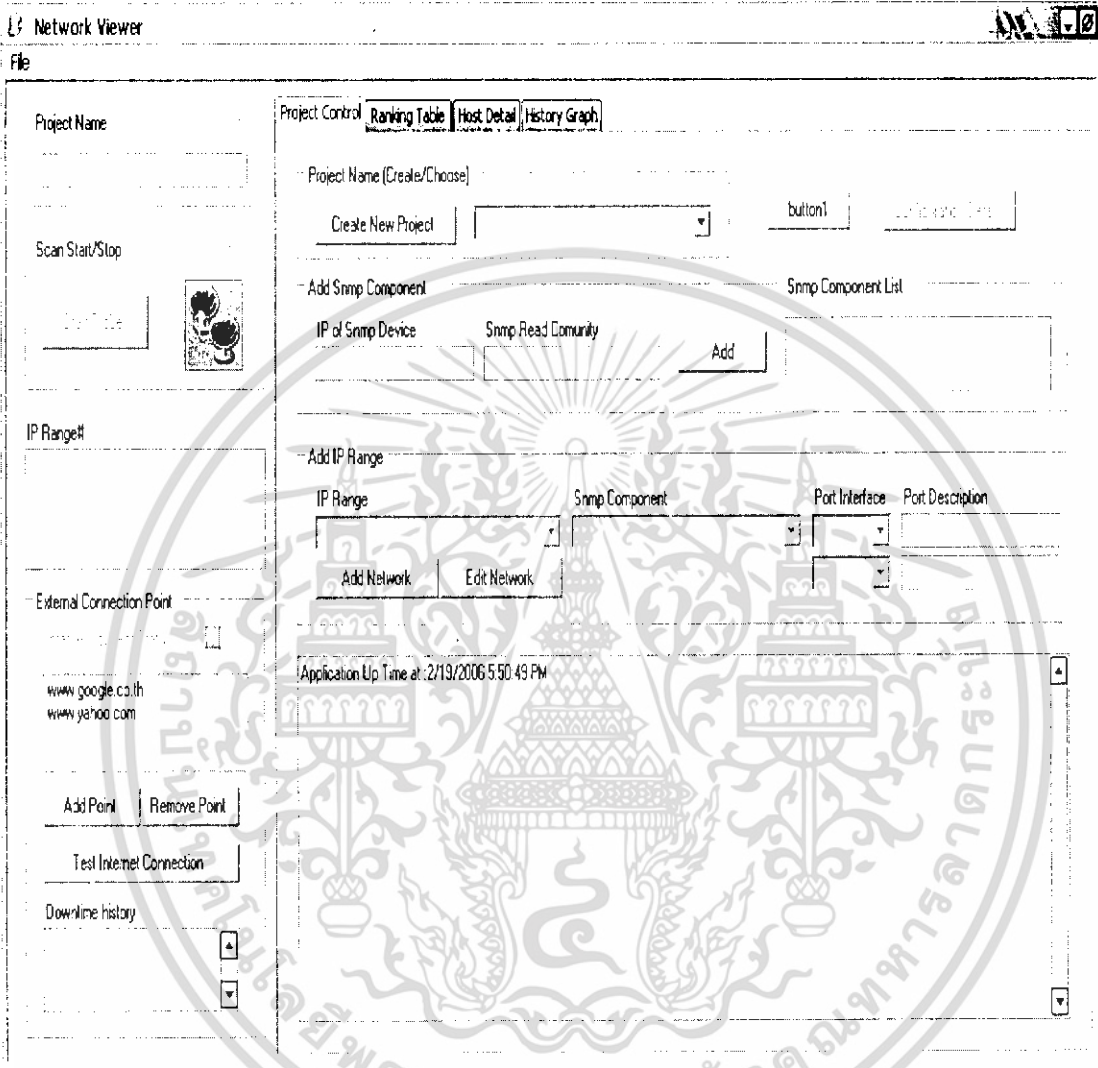 Network Viewer
File
Project Name
Scan Start/Stop
IP Range#
External Connection Point
www.google.co.th
www.yahoo.com
Add Point
Remove Point
Test Internet Connection
Downtime history
Project Control
Ranking Table
Host Detail
History Graph
Project Name (Create/Choose)
Create New Project
button1
Add Snmp Component
Snmp Component List
IP of Snmp Device
Snmp Read Comunity
Add
Add IP Range
IP Range
Snmp Component
Port Interface
Port Description
Add Network
Edit Network
Application Up Time at :2/19/2006 5:50:49 PM